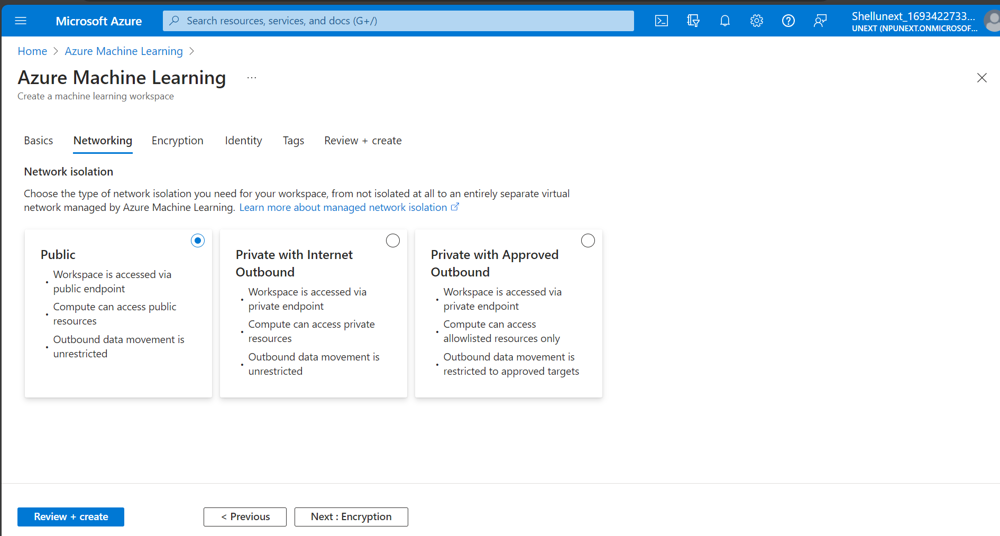 Microsoft Azure
Search resources, services, and docs (G+/)
Shellunext_1693422733...
UNEXT (NPUNEXT.ONMICROSOF...
Home > Azure Machine Learning >
Azure Machine Learning ...
Create a machine learning workspace
Basics Networking Encryption Identity Tags Review + create
Network isolation
Choose the type of network isolation you need for your workspace, from not isolated at all to an entirely separate virtual
network managed by Azure Machine Learning. Learn more about managed network isolation
Public
• Workspace is accessed via
public endpoint
• Compute can access public
resources
• Outbound data movement is
unrestricted
Private with Internet
Outbound
• Workspace is accessed via
private endpoint
• Compute can access private
resources
• Outbound data movement is
unrestricted
Private with Approved
Outbound
• Workspace is accessed via
private endpoint
• Compute can access
allowlisted resources only
• Outbound data movement is
restricted to approved targets
Review + create
< Previous
Next : Encryption